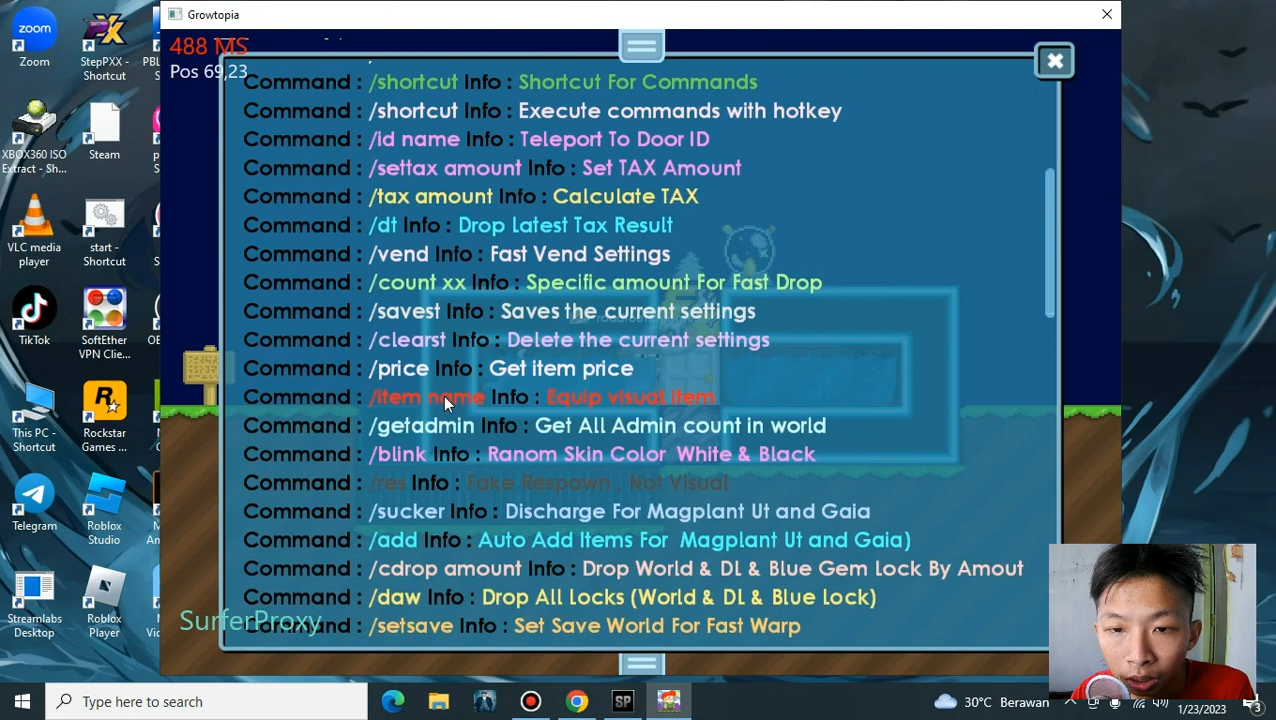 Growtopia
488 MS
Pos 69,23
Command : /shortcut Info : Shortcut For Commands
Command : /shortcut Info : Execute commands with hotkey
Command : /id name Info : Teleport To Door ID
Command : /settax amount Info : Set TAX Amount
Command : /tax amount Info : Calculate TAX
Command : /dt Info : Drop Latest Tax Result
Command : /vend Info : Fast Vend Settings
Command : /count xx Info : Specific amount For Fast Drop
Command : /savest Info : Saves the current settings
Command : /clearst Info : Delete the current settings
Command : /price Info : Get item price
Command : /item name Info : Equip visual item
Command : /getadmin Info : Get All Admin count in world
Command : /blink Info : Ranom Skin Color White & Black
Command : /res Info : Fake Respawn , Not Visual
Command : /sucker Info : Discharge For Magplant Ut and Gaia
Command : /add Info : Auto Add Items For Magplant Ut and Gaia)
Command : /cdrop amount Info : Drop World & DL & Blue Gem Lock By Amout
Command : /daw Info : Drop All Locks (World & DL & Blue Lock)
Command : /setsave Info : Set Save World For Fast Warp
SurferProxy
Zoom
StepPXX -
Shortcut
XBOX360 ISO
Extract - Sh...
Steam
VLC media
player
start -
Shortcut
TikTok
SoftEther
VPN Clie...
This PC -
Shortcut
Rockstar
Games ...
Telegram
Roblox
Studio
Streamlabs
Desktop
Roblox
Player
Type here to search
SP
30°C Berawan
1/23/2023
3